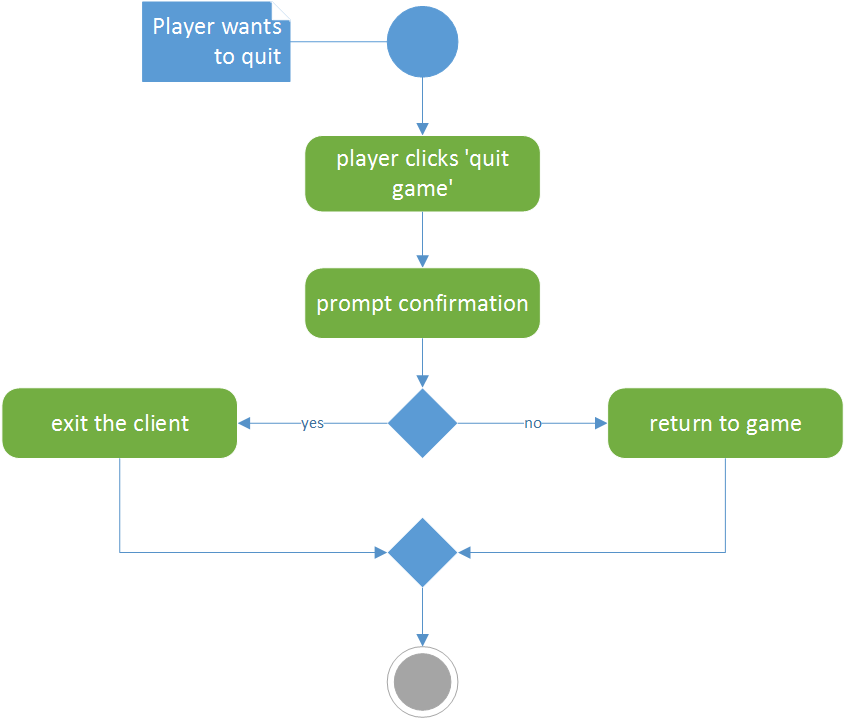 Player wants
to quit
player clicks 'quit
game'
prompt confirmation
exit the client
yes
no
return to game